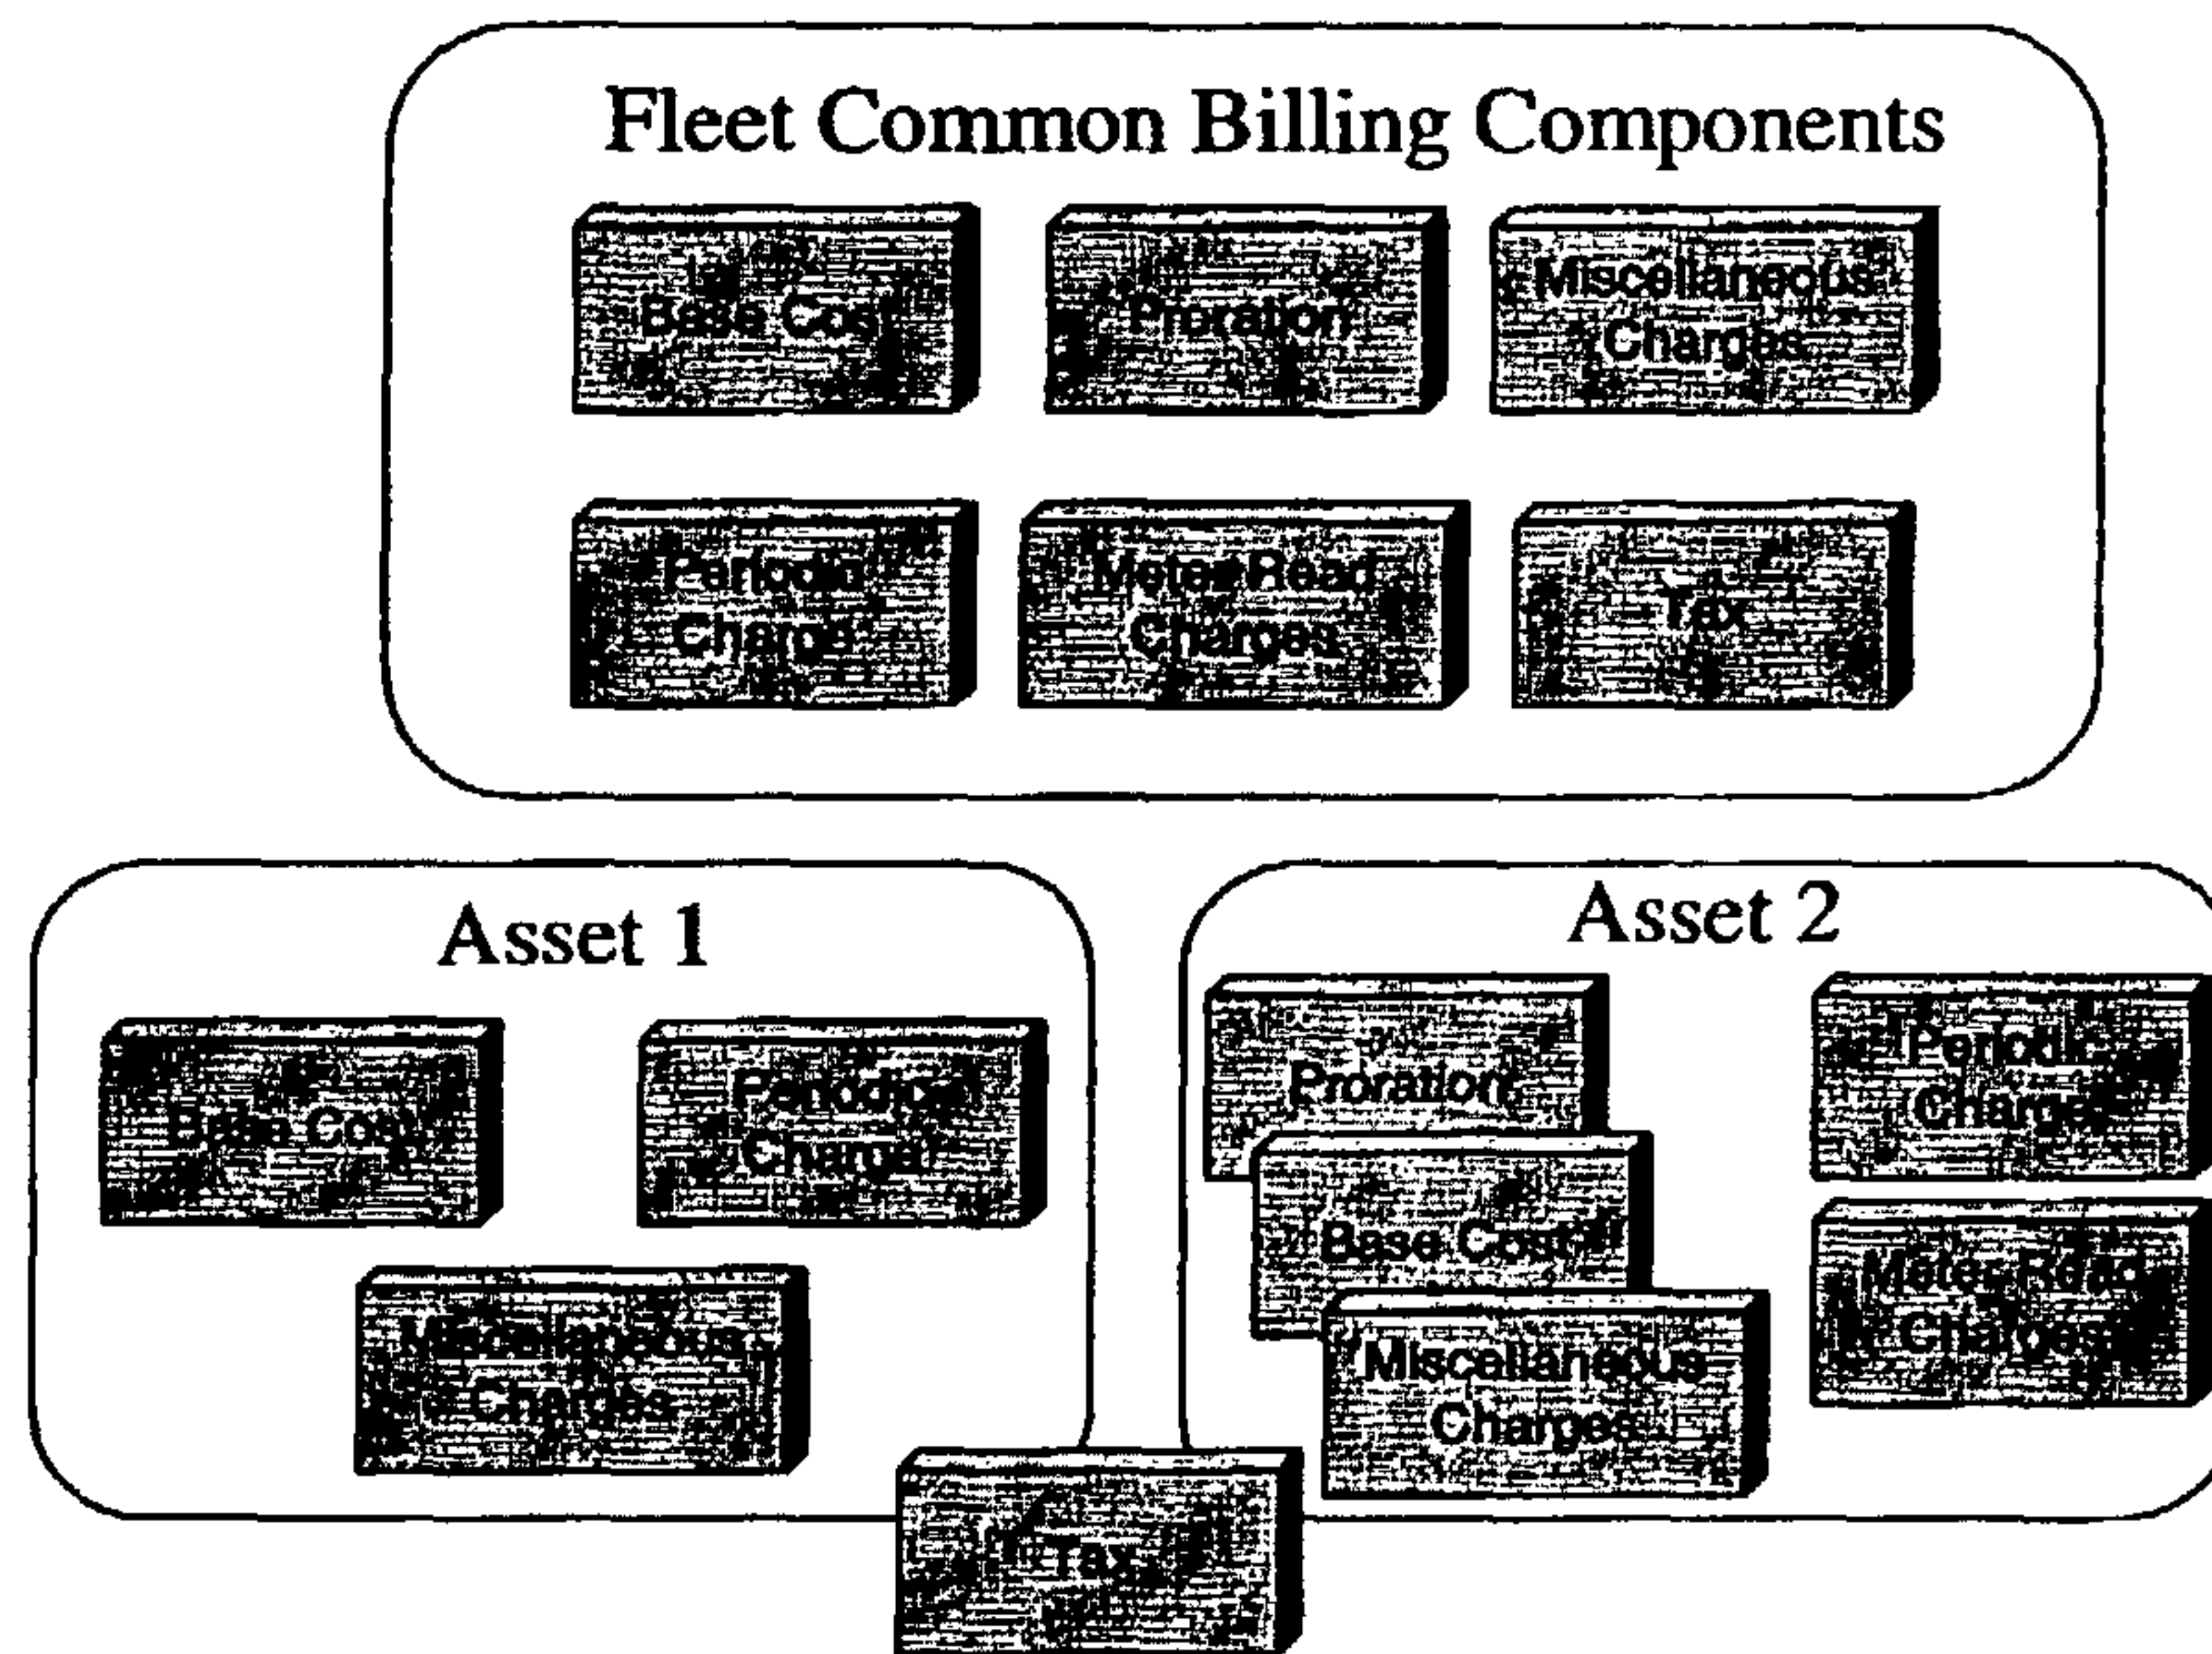 Fleet Common Billing Components
Base Cost
Proration
Miscellaneous
Charges
Periodic
Charge
Meter Read
Charges
Tax
Asset 1
Base Cost
Periodic
Charge
Miscellaneous
Charges
Asset 2
Proration
Base Cost
Miscellaneous
Charges
Periodic
Charge
Meter Read
Charges
Tax